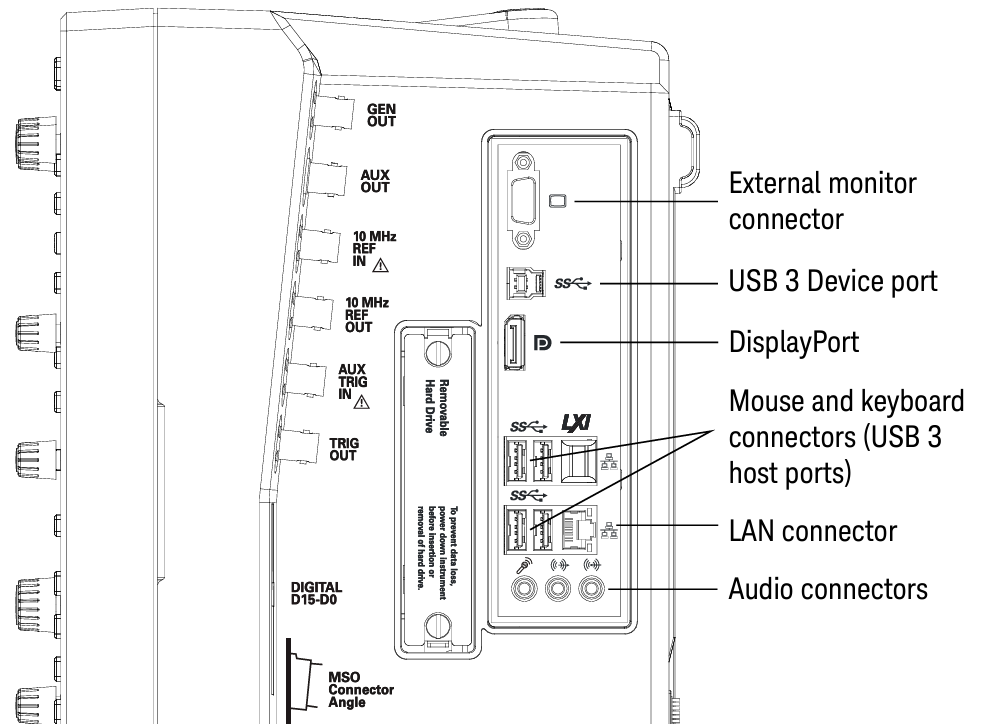 GEN
OUT
AUX
OUT
10 MHz
REF
IN
10 MHz
REF
OUT
AUX
TRIG
IN
TRIG
OUT
Removable
Hard Drive
To prevent data loss,
power down instrument
before insertion or
removal of hard drive.
DIGITAL
D15-D0
MSO
Connector
Angle
SS
D
SS
LXI
SS
External monitor
connector
USB 3 Device port
DisplayPort
Mouse and keyboard
connectors (USB 3
host ports)
LAN connector
Audio connectors